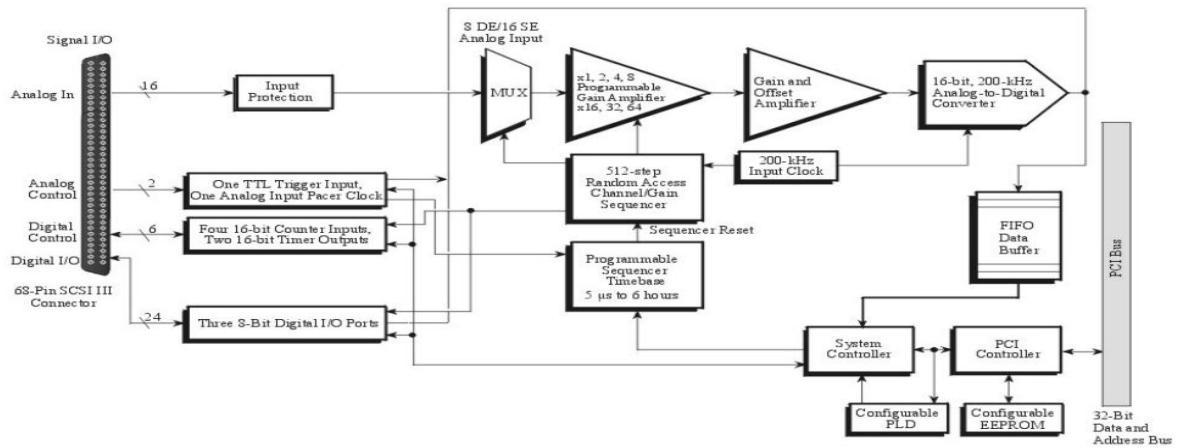 Signal I/O
8 DE/16 SE
Analog Input
Analog In
16
Input
Protection
MUX
x1, 2, 4, 8
Programmable
Gain Amplifier
x16, 32, 64
Gain and
Offset
Amplifier
16-bit, 200-kHz
Analog-to-Digital
Converter
Analog
Control
2
One TTL Trigger Input,
One Analog Input Pacer Clock
512-step
Random Access
Channel/Gain
Sequencer
200-kHz
Input Clock
Digital
Control
6
Four 16-bit Counter Inputs,
Two 16-bit Timer Outputs
Sequencer Reset
FIFO
Data
Buffer
PCI Bus
Digital I/O
68-Pin SCSI III
Connector
Programmable
Sequencer
Timebase
5 µs to 6 hours
24
Three 8-Bit Digital I/O Ports
System
Controller
PCI
Controller
Configurable
PLD
Configurable
EEPROM
32-Bit
Data and
Address Bus